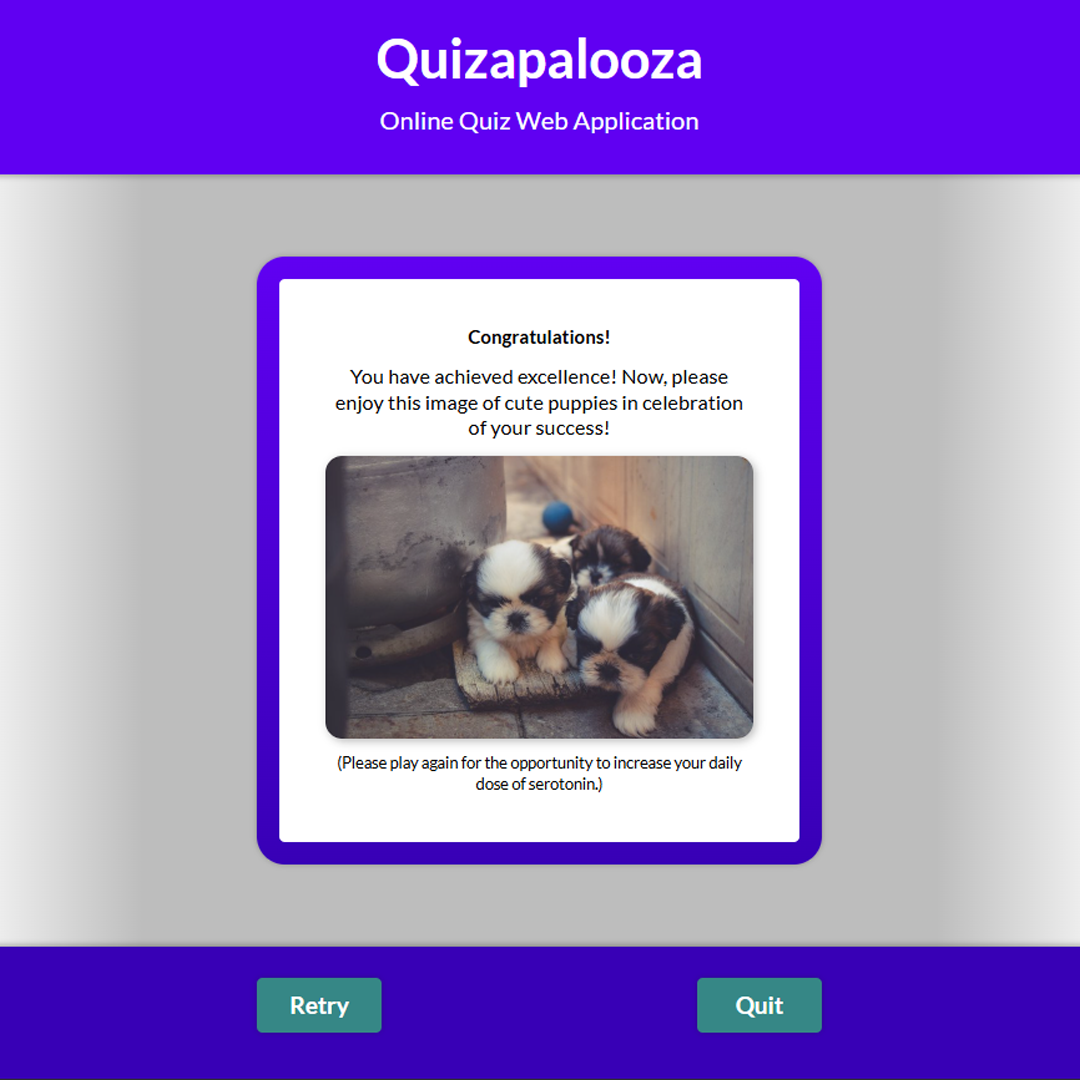 Quizapalooza
Online Quiz Web Application
Congratulations!
You have achieved excellence! Now, please
enjoy this image of cute puppies in celebration
of your success!
(Please play again for the opportunity to increase your daily
dose of serotonin.)
Retry
Quit